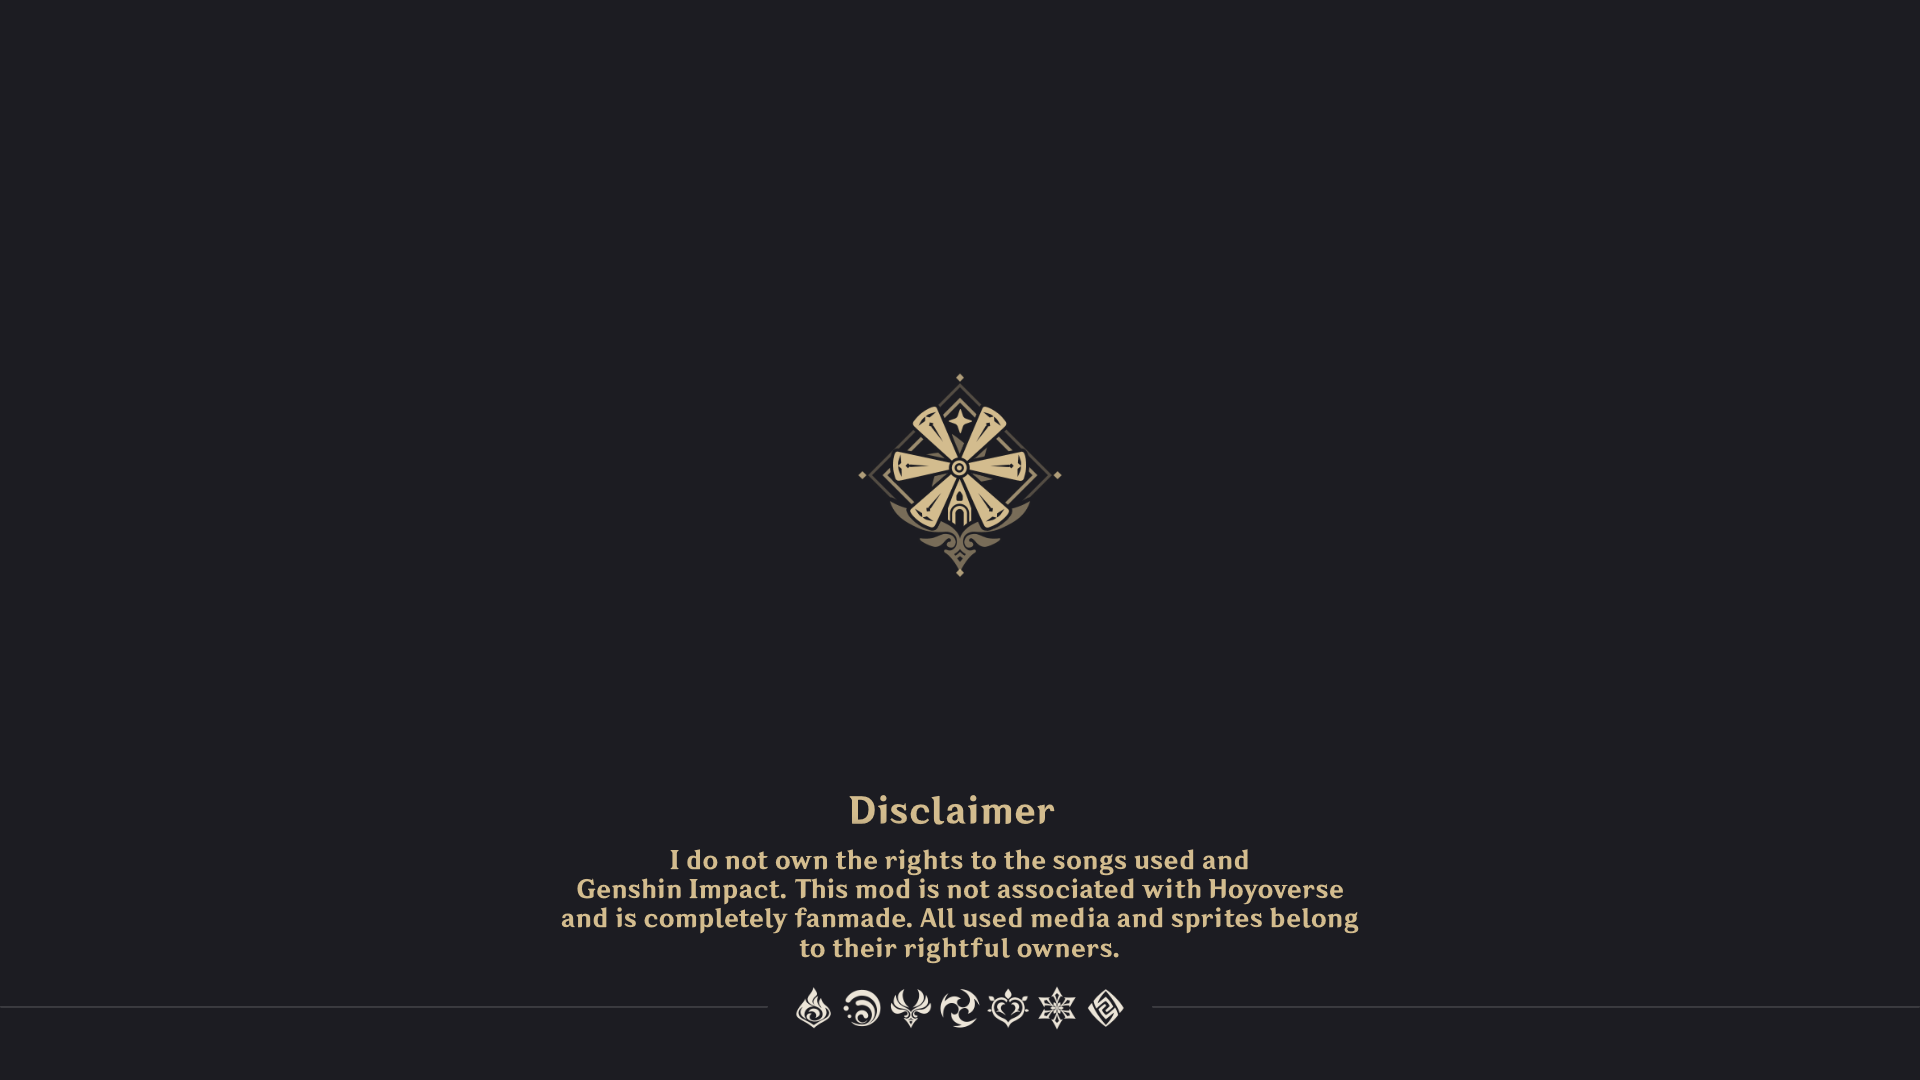 Disclaimer
I do not own the rights to the songs used and
Genshin Impact. This mod is not associated with Hoyoverse
and is completely fanmade. All used media and sprites belong
to their rightful owners.